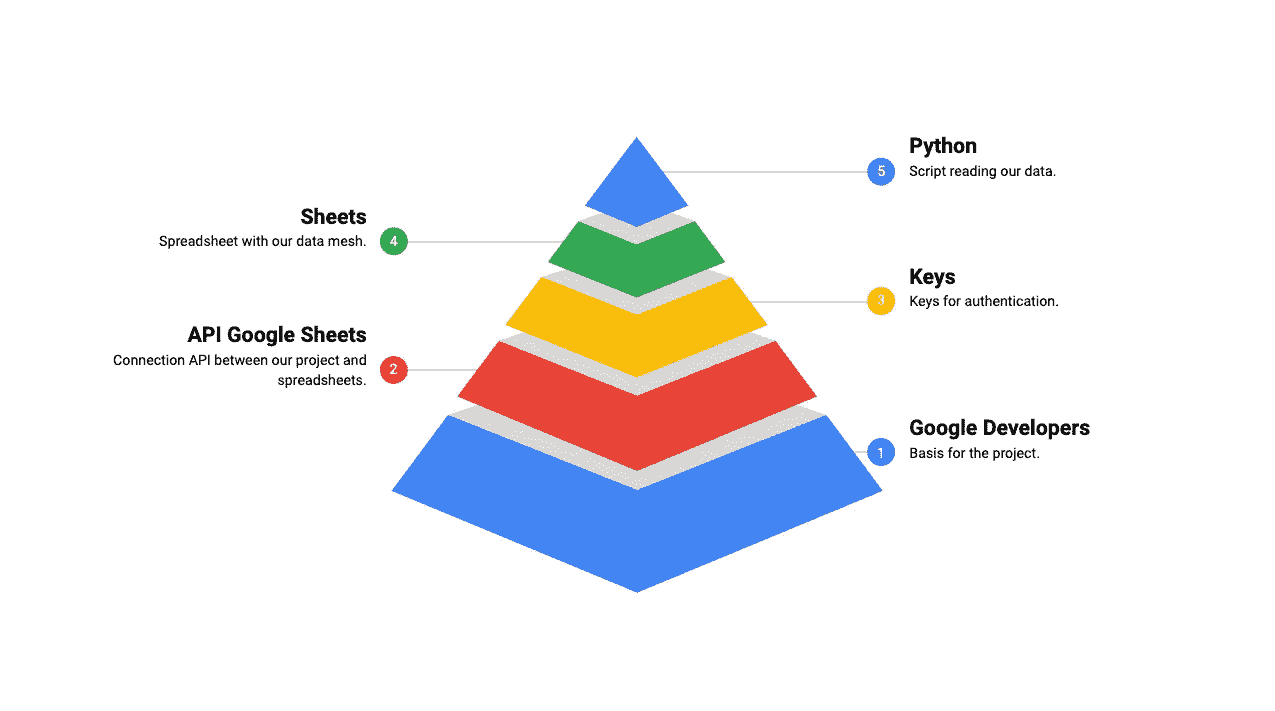 Python
5
Script reading our data.
Sheets
4
Spreadsheet with our data mesh.
Keys
3
Keys for authentication.
API Google Sheets
2
Connection API between our project and
spreadsheets.
Google Developers
1
Basis for the project.